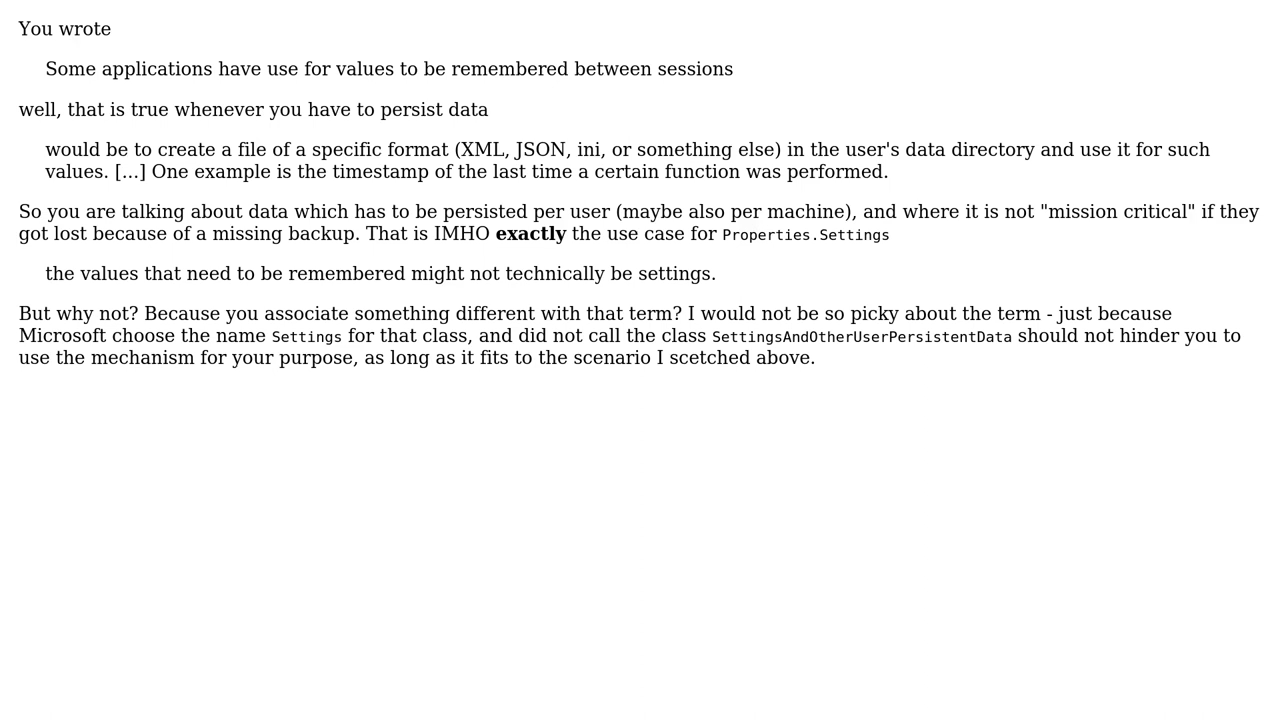 You wrote
Some applications have use for values to be remembered between sessions
well, that is true whenever you have to persist data
would be to create a file of a specific format (XML, JSON, ini, or something else) in the user's data directory and use it for such
values. [...] One example is the timestamp of the last time a certain function was performed.
So you are talking about data which has to be persisted per user (maybe also per machine), and where it is not "mission critical" if they
got lost because of a missing backup. That is IMHO exactly the use case for Properties.Settings
the values that need to be remembered might not technically be settings.
But why not? Because you associate something different with that term? I would not be so picky about the term - just because
Microsoft choose the name Settings for that class, and did not call the class SettingsAndOtherUserPersistentData should not hinder you to
use the mechanism for your purpose, as long as it fits to the scenario I scetched above.